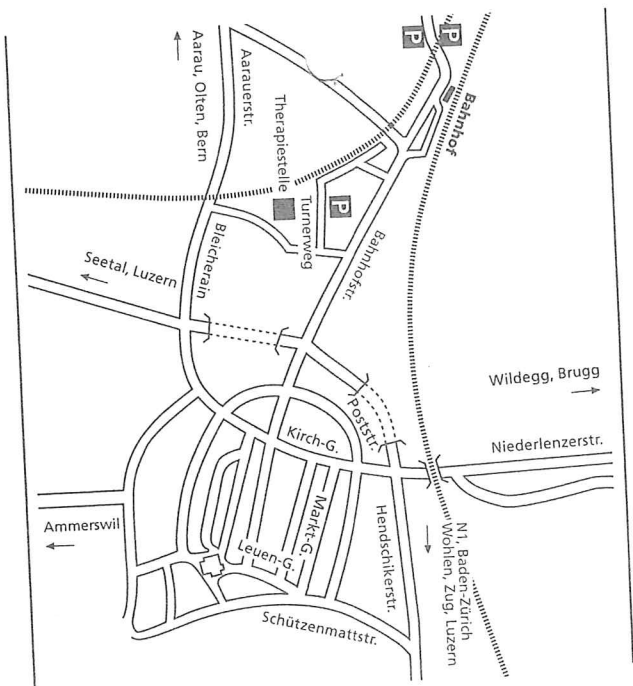 P
P
Bahnhof
Aarau, Olten, Bern
Aarauerstr.
Therapiestelle
P
Turnerweg
Bahnhofstr.
Bleicherain
Seetal, Luzern
Wildegg, Brugg
Niederlenzerstr.
Poststr.
Kirch-G.
Markt-G.
Leuen-G.
Hendschikerstr.
N1, Baden-Zürich
Wohlen, Zug, Luzern
Ammerswil
Schützenmattstr.